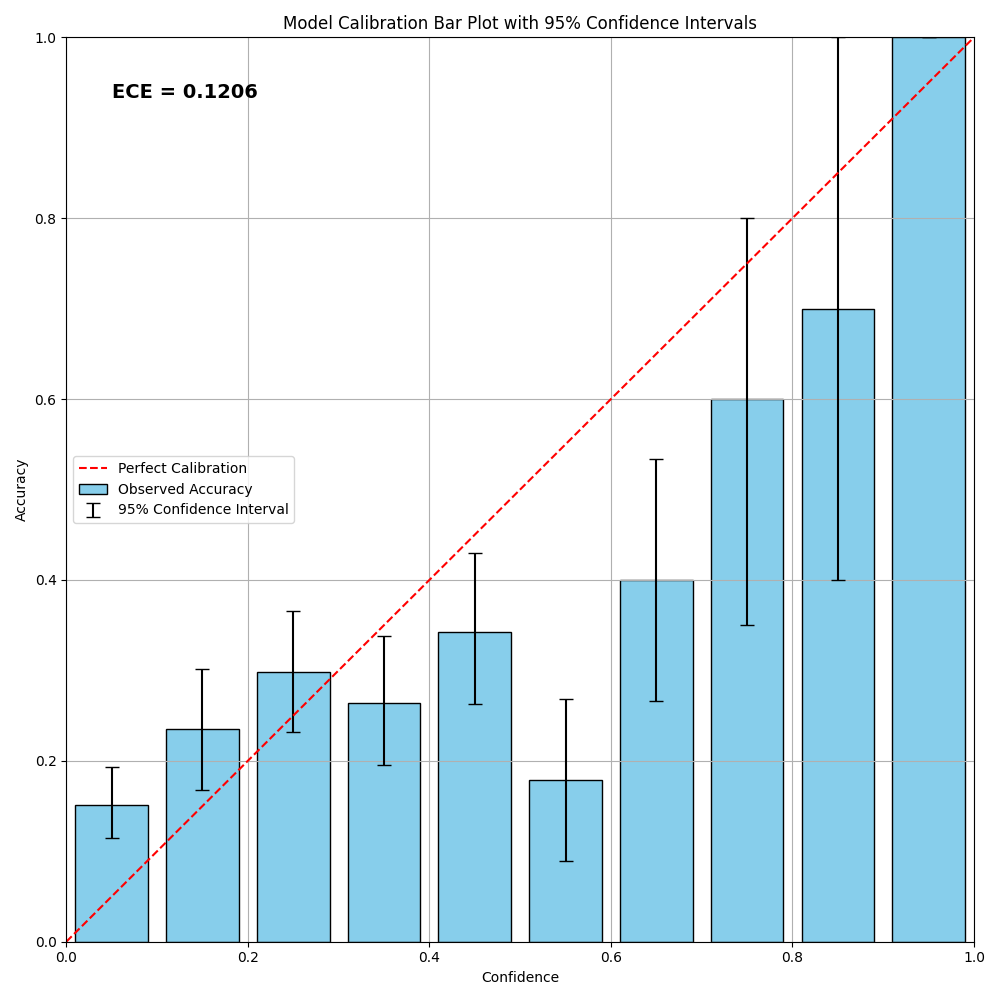 Model Calibration Bar Plot with 95% Confidence Intervals
ECE = 0.1206
Accuracy
1.0
0.8
0.6
0.4
0.2
0.0
Perfect Calibration
Observed Accuracy
95% Confidence Interval
0.0 0.2 0.4 0.6 0.8 1.0
Confidence